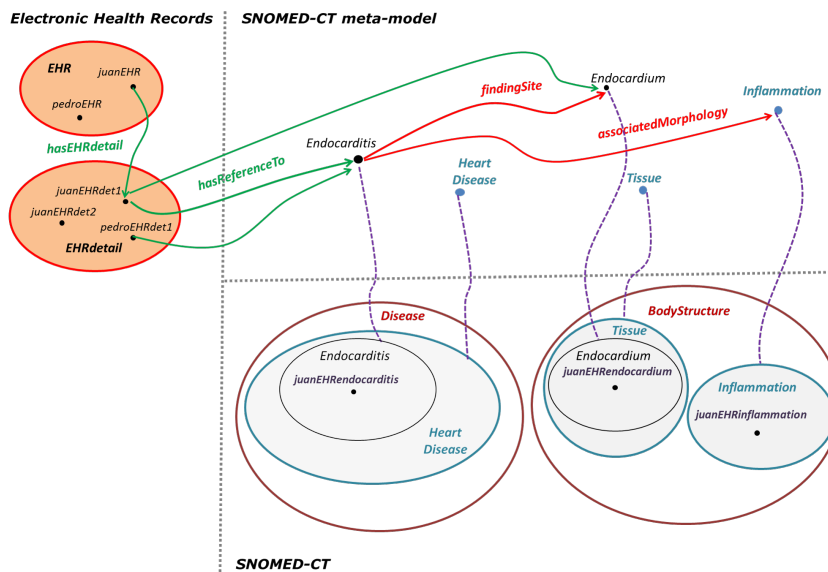 Electronic Health Records
SNOMED-CT meta-model
EHR
juanEHR
pedroEHR
hasEHRdetail
juanEHRdet1
juanEHRdet2
pedroEHRdet1
EHRdetail
hasReferenceTo
Endocarditis
findingSite
Endocardium
Inflammation
associatedMorphology
Heart
Disease
Tissue
Disease
BodyStructure
Endocarditis
juanEHRendocarditis
Heart
Disease
Tissue
Endocardium
juanEHRendocardium
Inflammation
juanEHRinflammation
SNOMED-CT